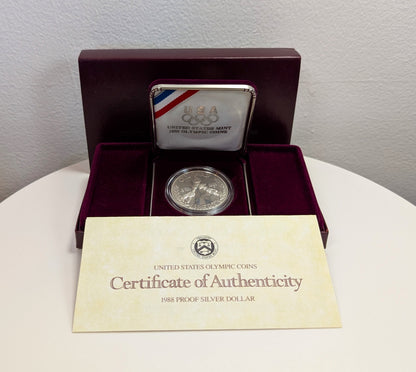 USA
UNITED STATES MINT
1988 OLYMPIC COINS
UNITED STATES OLYMPIC COINS
Certificate of Authenticity
1988 PROOF SILVER DOLLAR